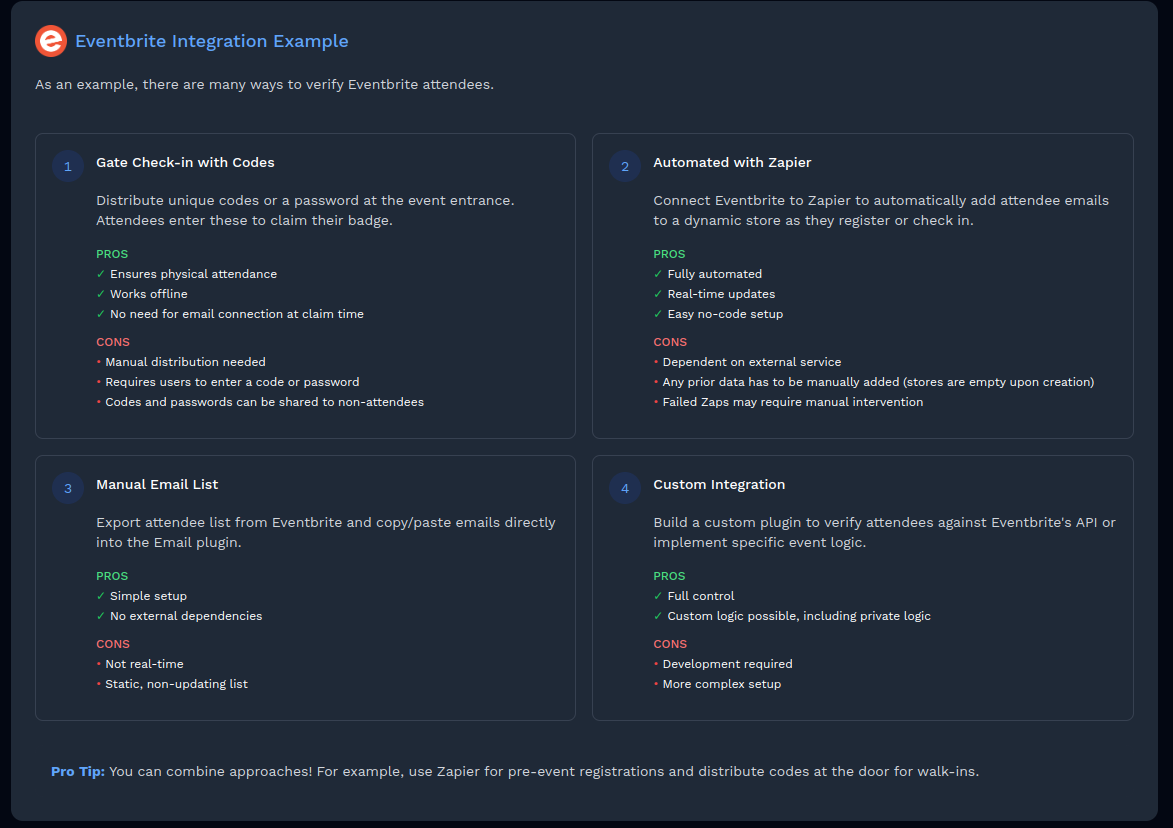 Eventbrite Integration Example
As an example, there are many ways to verify Eventbrite attendees.
1
Gate Check-in with Codes
Distribute unique codes or a password at the event entrance.
Attendees enter these to claim their badge.
PROS
✓ Ensures physical attendance
✓ Works offline
✓ No need for email connection at claim time
CONS
• Manual distribution needed
• Requires users to enter a code or password
• Codes and passwords can be shared to non-attendees
2
Automated with Zapier
Connect Eventbrite to Zapier to automatically add attendee emails
to a dynamic store as they register or check in.
PROS
✓ Fully automated
✓ Real-time updates
✓ Easy no-code setup
CONS
• Dependent on external service
• Any prior data has to be manually added (stores are empty upon creation)
• Failed Zaps may require manual intervention
3
Manual Email List
Export attendee list from Eventbrite and copy/paste emails directly
into the Email plugin.
PROS
✓ Simple setup
✓ No external dependencies
CONS
• Not real-time
• Static, non-updating list
4
Custom Integration
Build a custom plugin to verify attendees against Eventbrite's API or
implement specific event logic.
PROS
✓ Full control
✓ Custom logic possible, including private logic
CONS
• Development required
• More complex setup
Pro Tip: You can combine approaches! For example, use Zapier for pre-event registrations and distribute codes at the door for walk-ins.